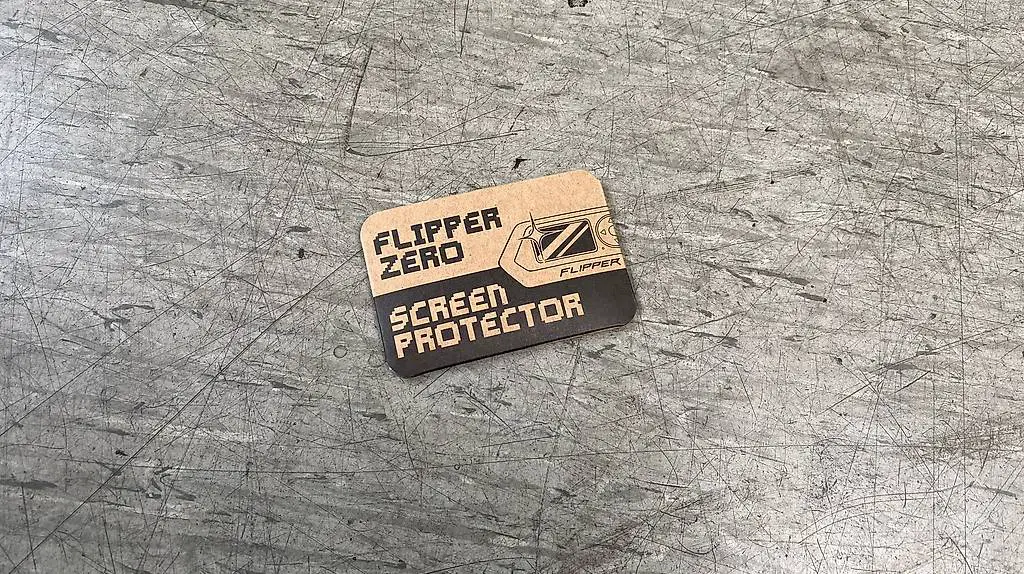 FLIPPER
ZERO
FLIPPER
SCREEN
PROTECTOR